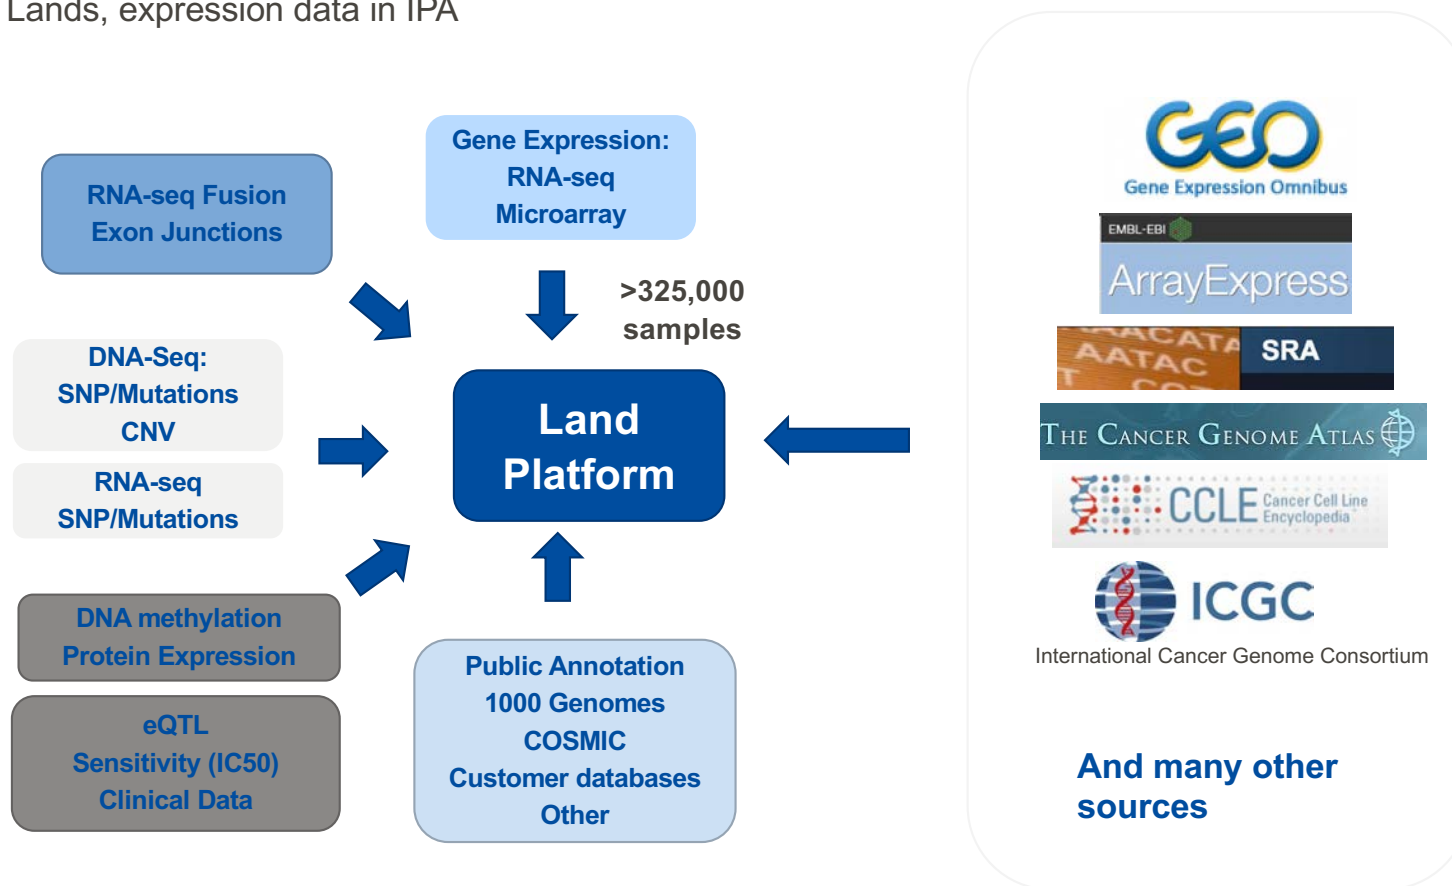 Lands, expression data in IPA
Gene Expression:
RNA-seq
Microarray
RNA-seq Fusion
Exon Junctions
>325,000
samples
DNA-Seq:
SNP/Mutations
CNV
RNA-seq
SNP/Mutations
Land
Platform
DNA methylation
Protein Expression
eQTL
Sensitivity (IC50)
Clinical Data
Public Annotation
1000 Genomes
COSMIC
Customer databases
Other
GEO
Gene Expression Omnibus
EMBL-EBI
ArrayExpress
AATAC
SRA
THE CANCER GENOME ATLAS
CCLE Cancer Cell Line
Encyclopedia
ICGC
International Cancer Genome Consortium
And many other
sources